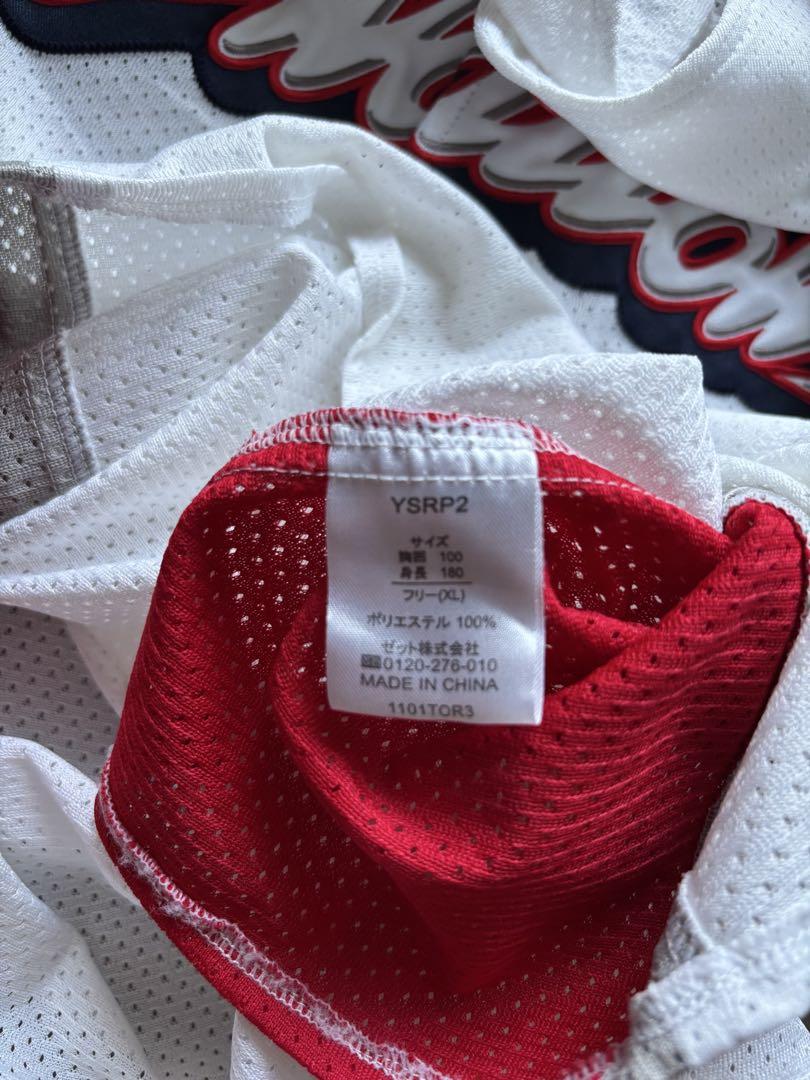 YSRP2
サイズ
胸囲 100
身長 180
フリー(XL)
ポリエステル 100%
ゼット株式会社
0120-276-010
MADE IN CHINA
1101TOR3